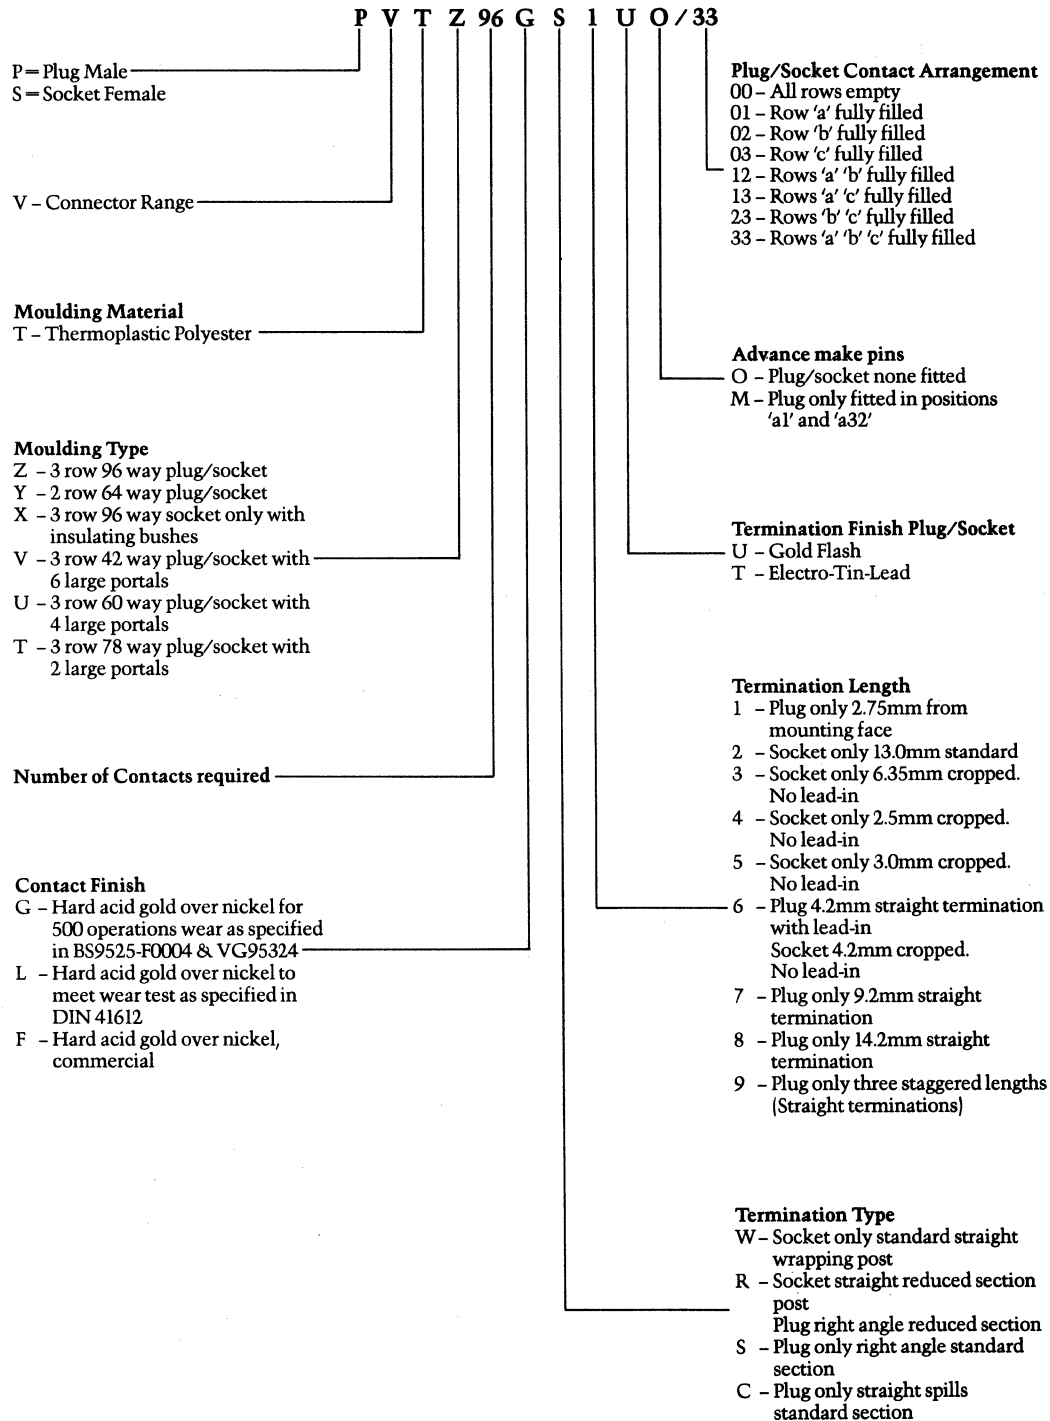 P V T Z 96 G S 1 U O / 33
P = Plug Male
S = Socket Female
V – Connector Range
Moulding Material
T – Thermoplastic Polyester
Moulding Type
Z – 3 row 96 way plug/socket
Y – 2 row 64 way plug/socket
X – 3 row 96 way socket only with
insulating bushes
V – 3 row 42 way plug/socket with
6 large portals
U – 3 row 60 way plug/socket with
4 large portals
T – 3 row 78 way plug/socket with
2 large portals
Number of Contacts required
Contact Finish
G – Hard acid gold over nickel for
500 operations wear as specified
in BS9525-F0004 & VG95324
L – Hard acid gold over nickel to
meet wear test as specified in
DIN 41612
F – Hard acid gold over nickel,
commercial
Plug/Socket Contact Arrangement
00 – All rows empty
01 – Row 'a' fully filled
02 – Row 'b' fully filled
03 – Row 'c' fully filled
12 – Rows 'a' 'b' fully filled
13 – Rows 'a' 'c' fully filled
23 – Rows 'b' 'c' fully filled
33 – Rows 'a' 'b' 'c' fully filled
Advance make pins
O – Plug/socket none fitted
M – Plug only fitted in positions
'a1' and 'a32'
Termination Finish Plug/Socket
U – Gold Flash
T – Electro-Tin-Lead
Termination Length
1 – Plug only 2.75mm from
mounting face
2 – Socket only 13.0mm standard
3 – Socket only 6.35mm cropped.
No lead-in
4 – Socket only 2.5mm cropped.
No lead-in
5 – Socket only 3.0mm cropped.
No lead-in
6 – Plug 4.2mm straight termination
with lead-in
Socket 4.2mm cropped.
No lead-in
7 – Plug only 9.2mm straight
termination
8 – Plug only 14.2mm straight
termination
9 – Plug only three staggered lengths
(Straight terminations)
Termination Type
W – Socket only standard straight
wrapping post
R – Socket straight reduced section
post
Plug right angle reduced section
S – Plug only right angle standard
section
C – Plug only straight spills
standard section